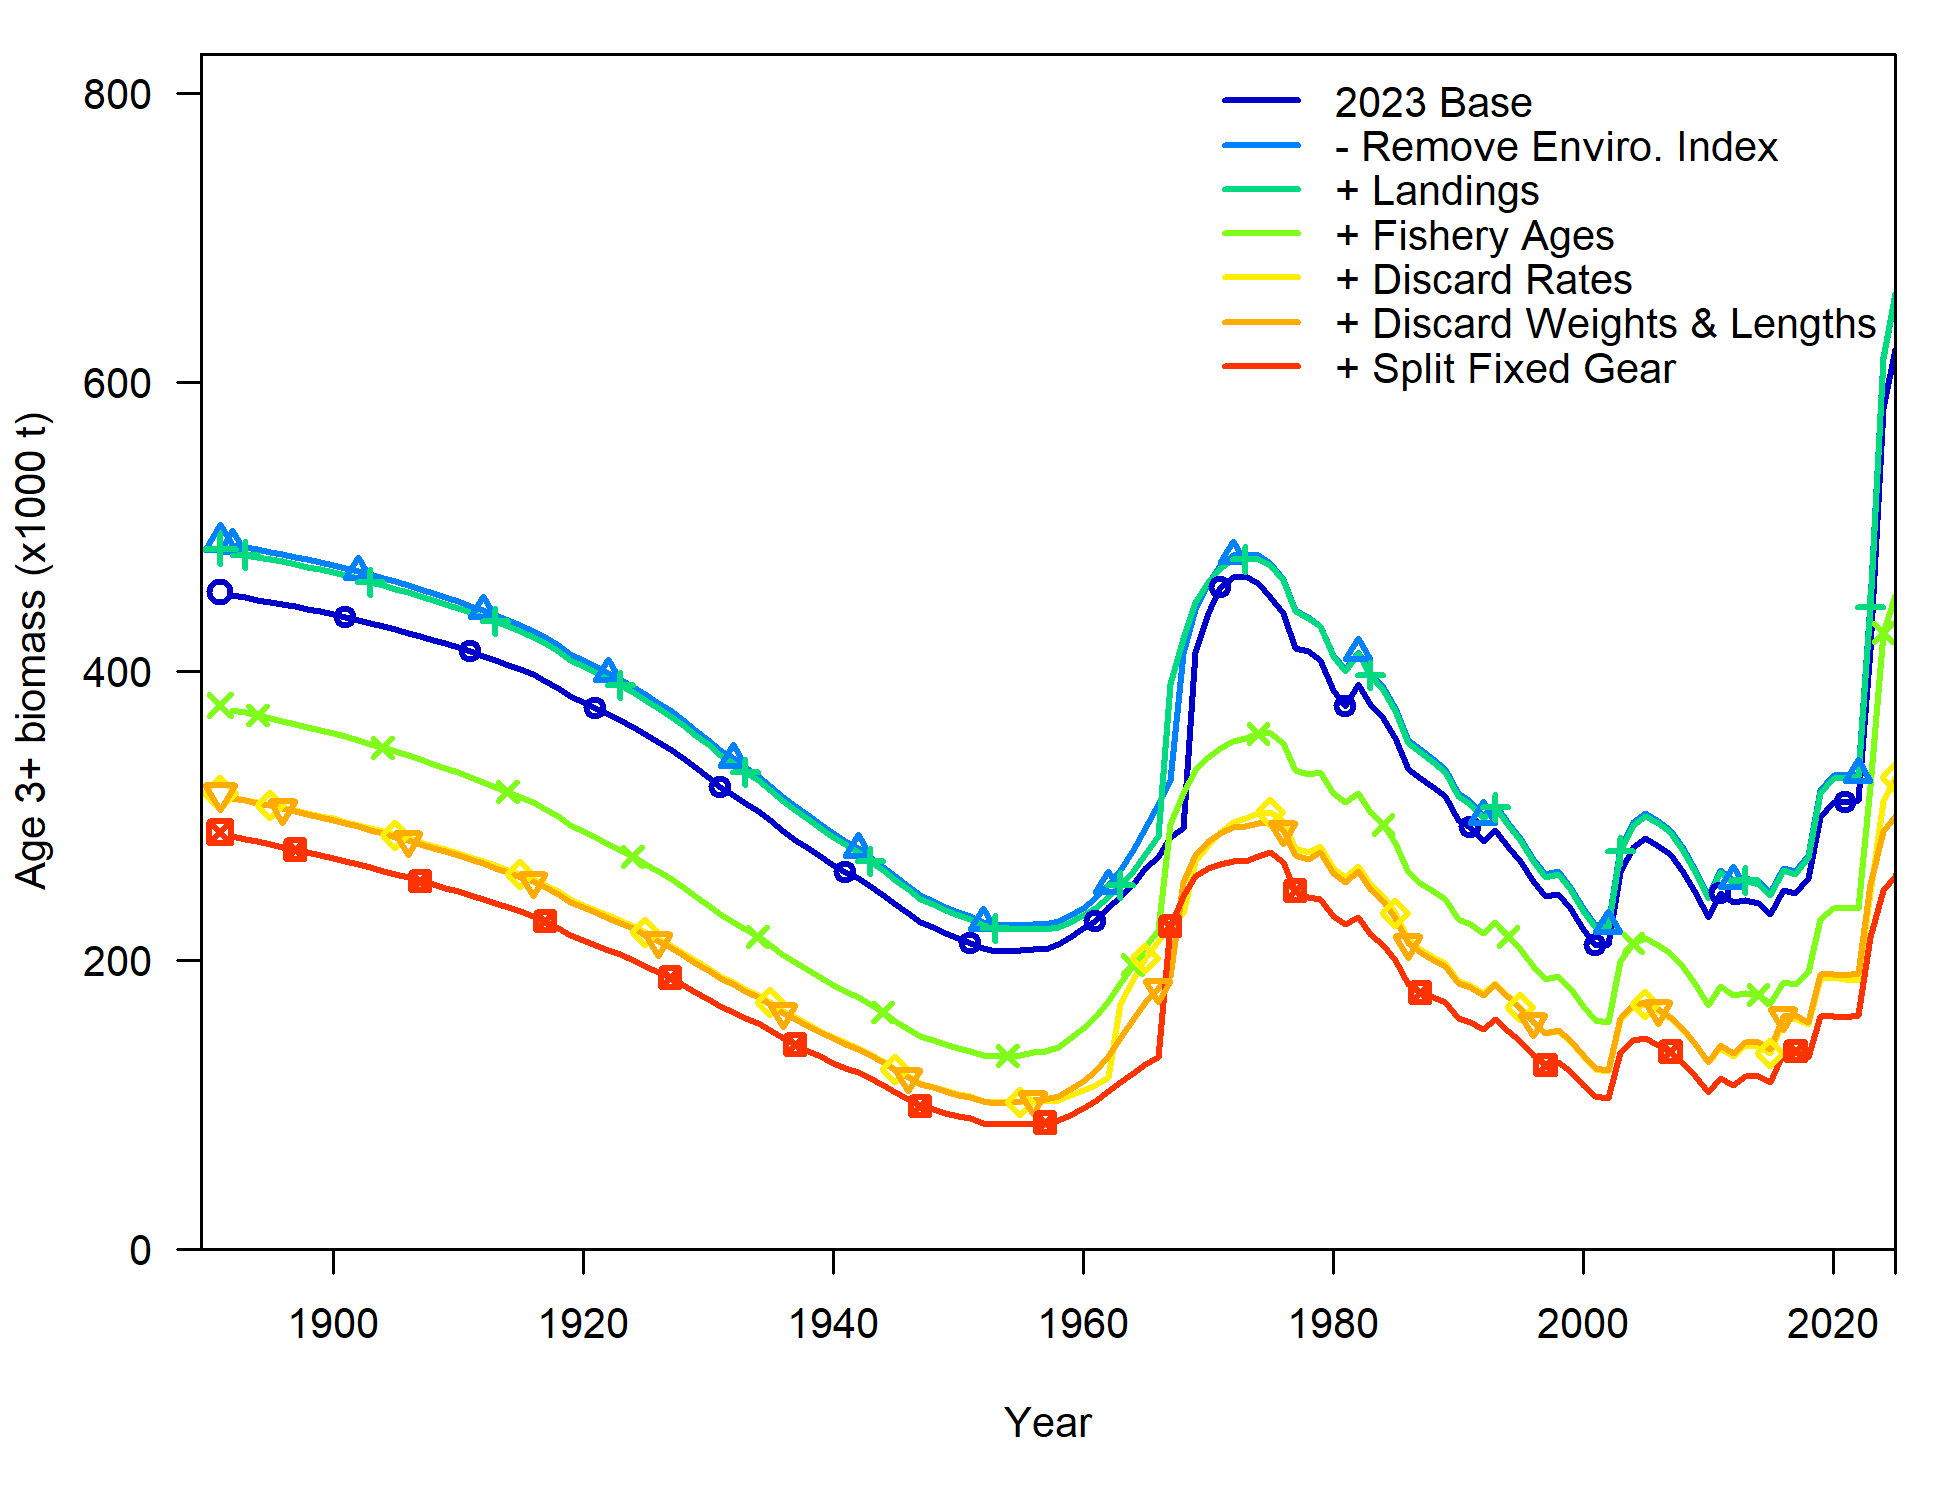 800
600
400
200
0
Age 3+ biomass (x1000 t)
2023 Base
- Remove Enviro. Index
+ Landings
+ Fishery Ages
+ Discard Rates
+ Discard Weights & Lengths
+ Split Fixed Gear
1900 1920 1940 1960 1980 2000 2020
Year